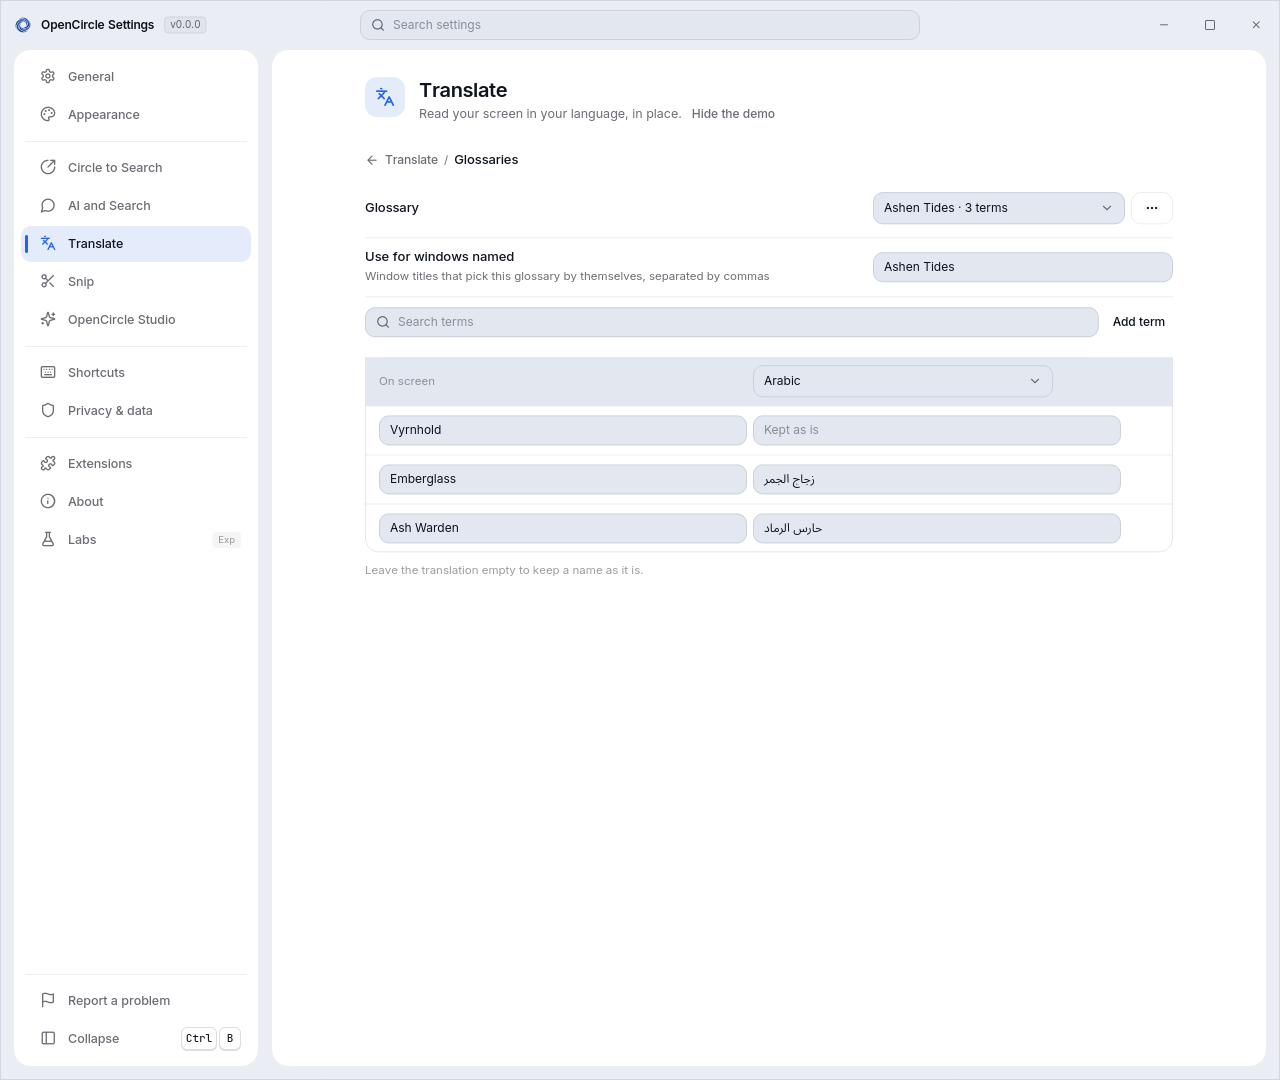 OpenCircle Settings v0.0.0
Search settings
General
Appearance
Circle to Search
AI and Search
Translate
Snip
OpenCircle Studio
Shortcuts
Privacy & data
Extensions
About
Labs Exp
Report a problem
Collapse Ctrl B
Translate
Read your screen in your language, in place. Hide the demo
Translate / Glossaries
Glossary Ashen Tides · 3 terms
Use for windows named
Window titles that pick this glossary by themselves, separated by commas
Ashen Tides
Search terms Add term
On screen Arabic
Vyrnhold Kept as is
Emberglass زجاج الجمر
Ash Warden حارس الرماد
Leave the translation empty to keep a name as it is.